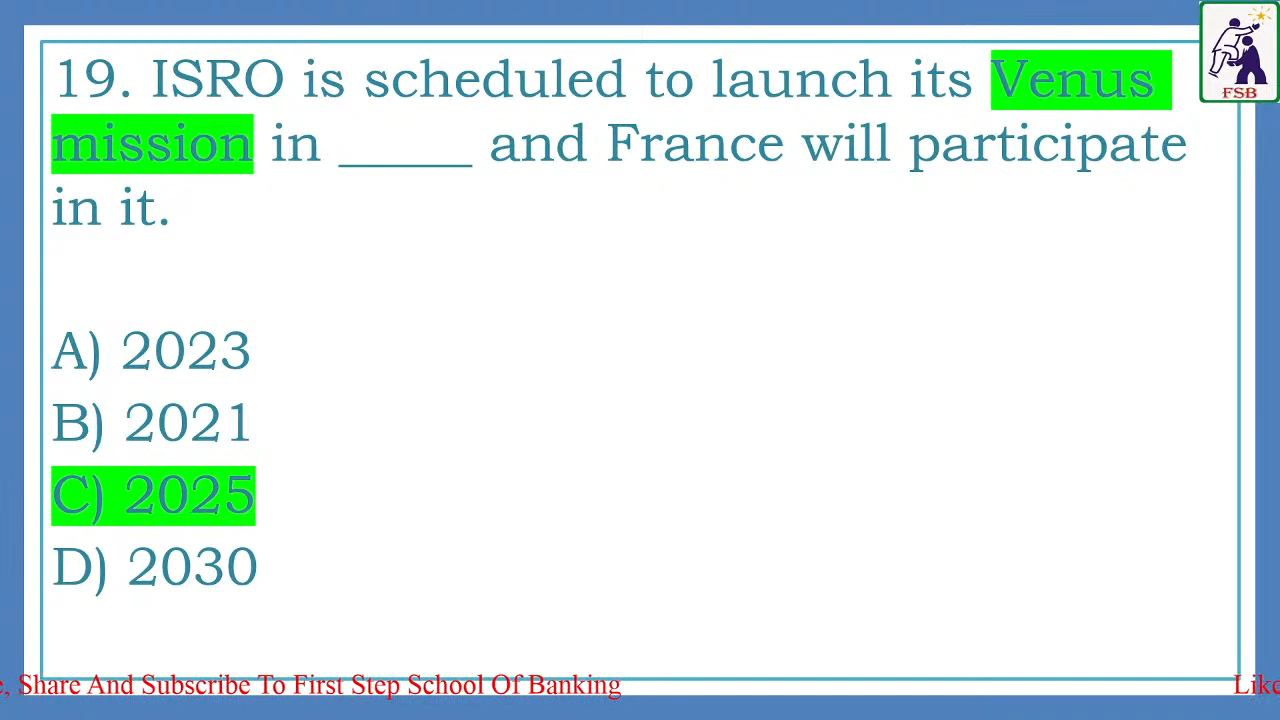 FSB
19. ISRO is scheduled to launch its Venus
mission in _____ and France will participate
in it.
A) 2023
B) 2021
C) 2025
D) 2030
, Share And Subscribe To First Step School Of Banking
Like